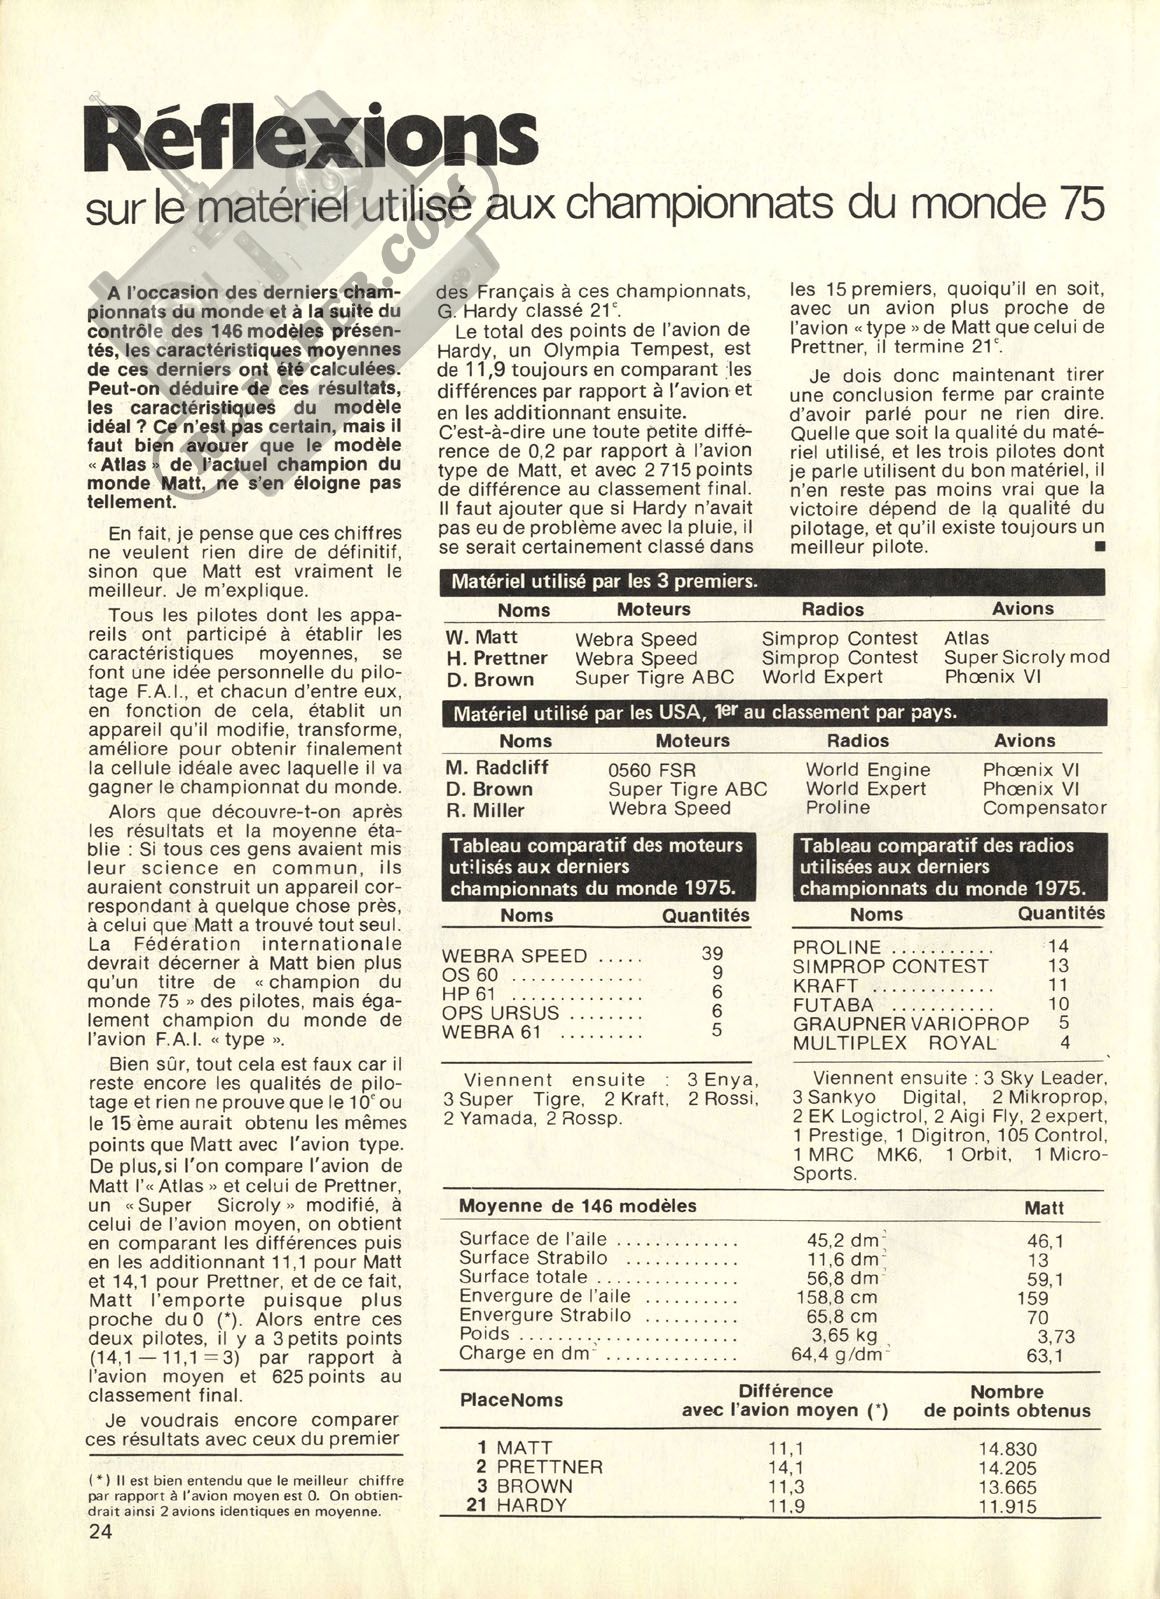 Réflexions
sur le matériel utilisé aux championnats du monde 75
RCPAPER.COM
A l'occasion des derniers cham-
pionnats du monde et à la suite du
contrôle des 146 modèles présen-
tés, les caractéristiques moyennes
de ces derniers ont été calculées.
Peut-on déduire de ces résultats,
les caractéristiques du modèle
idéal ? Ce n'est pas certain, mais il
faut bien avouer que le modèle
« Atlas » de l'actuel champion du
monde Matt, ne s'en éloigne pas
tellement.
En fait, je pense que ces chiffres
ne veulent rien dire de définitif,
sinon que Matt est vraiment le
meilleur. Je m'explique.
Tous les pilotes dont les appa-
reils ont participé à établir les
caractéristiques moyennes, se
font une idée personnelle du pilo-
tage F.A.I., et chacun d'entre eux,
en fonction de cela, établit un
appareil qu'il modifie, transforme,
améliore pour obtenir finalement
la cellule idéale avec laquelle il va
gagner le championnat du monde.
Alors que découvre-t-on après
les résultats et la moyenne éta-
blie : Si tous ces gens avaient mis
leur science en commun, ils
auraient construit un appareil cor-
respondant à quelque chose près,
à celui que Matt a trouvé tout seul.
La Fédération internationale
devrait décerner à Matt bien plus
qu'un titre de « champion du
monde 75 » des pilotes, mais éga-
lement champion du monde de
l'avion F.A.I. « type ».
Bien sûr, tout cela est faux car il
reste encore les qualités de pilo-
tage et rien ne prouve que le 10e ou
le 15 ème aurait obtenu les mêmes
points que Matt avec l'avion type.
De plus, si l'on compare l'avion de
Matt l'« Atlas » et celui de Prettner,
un « Super Sicroly » modifié, à
celui de l'avion moyen, on obtient
en comparant les différences puis
en les additionnant 11,1 pour Matt
et 14,1 pour Prettner, et de ce fait,
Matt l'emporte puisque plus
proche du 0 (*). Alors entre ces
deux pilotes, il y a 3 petits points
(14,1 — 11,1 = 3) par rapport à
l'avion moyen et 625 points au
classement final.
Je voudrais encore comparer
ces résultats avec ceux du premier
(*) Il est bien entendu que le meilleur chiffre
par rapport à l'avion moyen est 0. On obtien-
drait ainsi 2 avions identiques en moyenne.
24
des Français à ces championnats,
G. Hardy classé 21e.
Le total des points de l'avion de
Hardy, un Olympia Tempest, est
de 11,9 toujours en comparant les
différences par rapport à l'avion et
en les additionnant ensuite.
C'est-à-dire une toute petite diffé-
rence de 0,2 par rapport à l'avion
type de Matt, et avec 2 715 points
de différence au classement final.
Il faut ajouter que si Hardy n'avait
pas eu de problème avec la pluie, il
se serait certainement classé dans
les 15 premiers, quoiqu'il en soit,
avec un avion plus proche de
l'avion « type » de Matt que celui de
Prettner, il termine 21e.
Je dois donc maintenant tirer
une conclusion ferme par crainte
d'avoir parlé pour ne rien dire.
Quelle que soit la qualité du maté-
riel utilisé, et les trois pilotes dont
je parle utilisent du bon matériel, il
n'en reste pas moins vrai que la
victoire dépend de la qualité du
pilotage, et qu'il existe toujours un
meilleur pilote. ■
Matériel utilisé par les 3 premiers.
Noms Moteurs Radios Avions
W. Matt Webra Speed Simprop Contest Atlas
H. Prettner Webra Speed Simprop Contest Super Sicroly mod
D. Brown Super Tigre ABC World Expert Phœnix VI
Matériel utilisé par les USA, 1er au classement par pays.
Noms Moteurs Radios Avions
M. Radcliff 0560 FSR World Engine Phœnix VI
D. Brown Super Tigre ABC World Expert Phœnix VI
R. Miller Webra Speed Proline Compensator
Tableau comparatif des moteurs
utilisés aux derniers
championnats du monde 1975.
Noms Quantités
WEBRA SPEED ..... 39
OS 60 .............. 9
HP 61 .............. 6
OPS URSUS ........ 6
WEBRA 61 ......... 5
Viennent ensuite : 3 Enya,
3 Super Tigre, 2 Kraft, 2 Rossi,
2 Yamada, 2 Rossp.
Tableau comparatif des radios
utilisées aux derniers
championnats du monde 1975.
Noms Quantités
PROLINE ........... 14
SIMPROP CONTEST 13
KRAFT ............. 11
FUTABA ........... 10
GRAUPNER VARIOPROP 5
MULTIPLEX ROYAL 4
Viennent ensuite : 3 Sky Leader,
3 Sankyo Digital, 2 Mikroprop,
2 EK Logictrol, 2 Aigi Fly, 2 expert,
1 Prestige, 1 Digitron, 105 Control,
1 MRC MK6, 1 Orbit, 1 Micro-
Sports.
Moyenne de 146 modèles Matt
Surface de l'aile ............. 45,2 dm² 46,1
Surface Strabilo ............ 11,6 dm² 13
Surface totale ............... 56,8 dm² 59,1
Envergure de l'aile .......... 158,8 cm 159
Envergure Strabilo .......... 65,8 cm 70
Poids ....................... 3,65 kg 3,73
Charge en dm² .............. 64,4 g/dm² 63,1
Place Noms Différence avec l'avion moyen (*) Nombre de points obtenus
1 MATT 11,1 14.830
2 PRETTNER 14,1 14.205
3 BROWN 11,3 13.665
21 HARDY 11.9 11.915